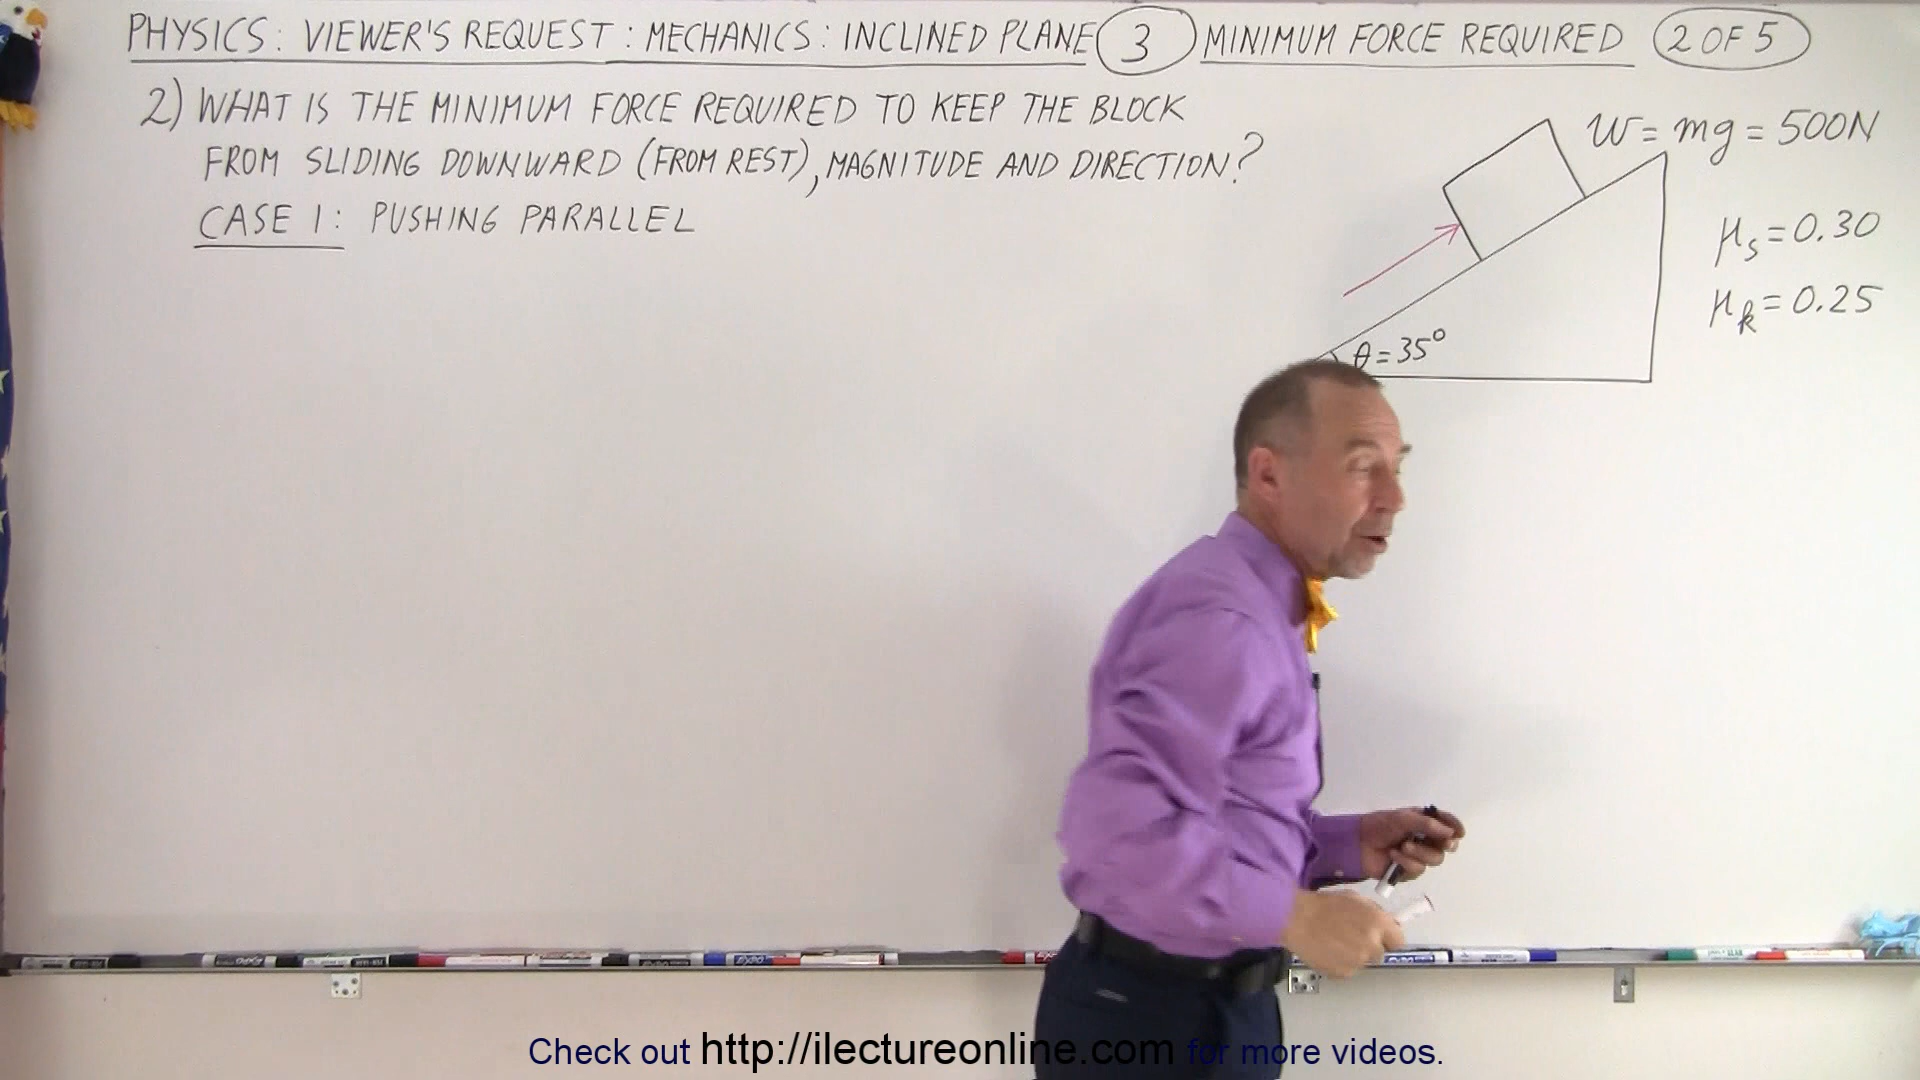 PHYSICS: VIEWER'S REQUEST: MECHANICS: INCLINED PLANE 3 MINIMUM FORCE REQUIRED 2 OF 5
2) WHAT IS THE MINIMUM FORCE REQUIRED TO KEEP THE BLOCK
FROM SLIDING DOWNWARD (FROM REST), MAGNITUDE AND DIRECTION?
CASE 1: PUSHING PARALLEL
W = mg = 500N
μs = 0.30
μk = 0.25
θ = 35°
Check out http://ilectureonline.com for more videos.